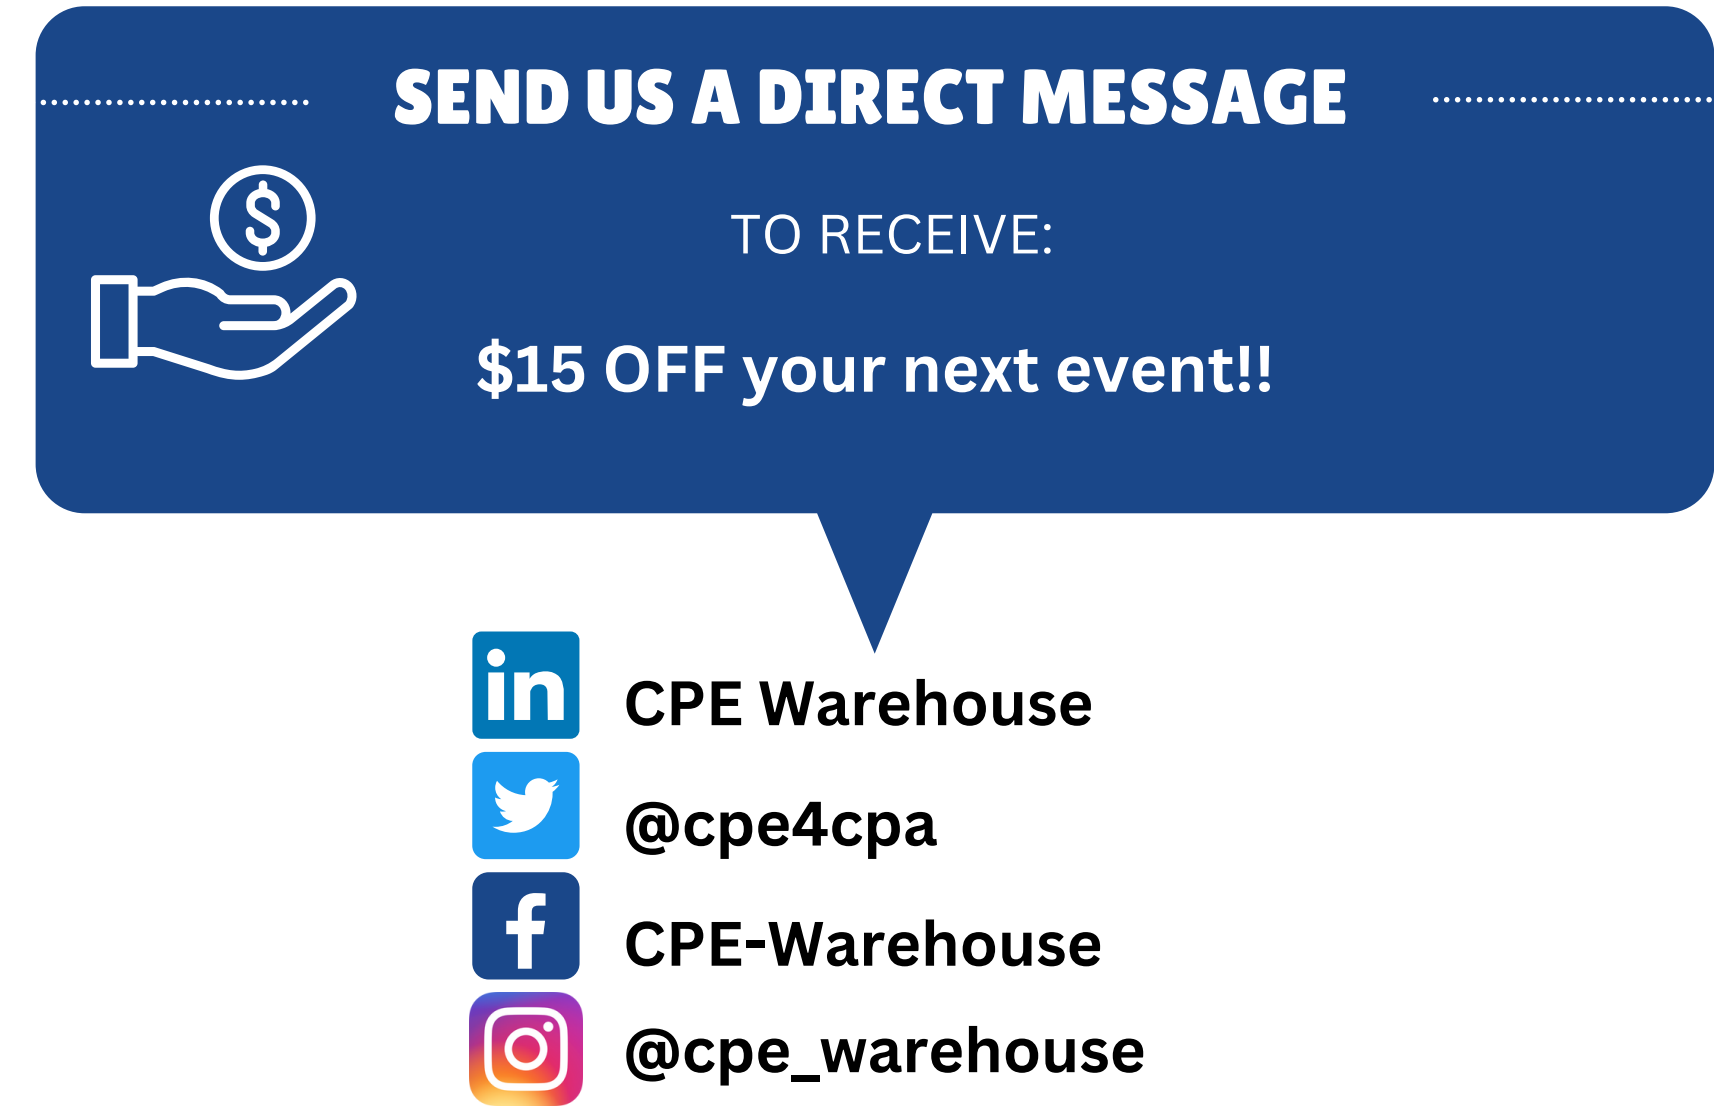 SEND US A DIRECT MESSAGE
$
TO RECEIVE:
$15 OFF your next event!!
in CPE Warehouse
@cpe4cpa
f CPE-Warehouse
@cpe_warehouse